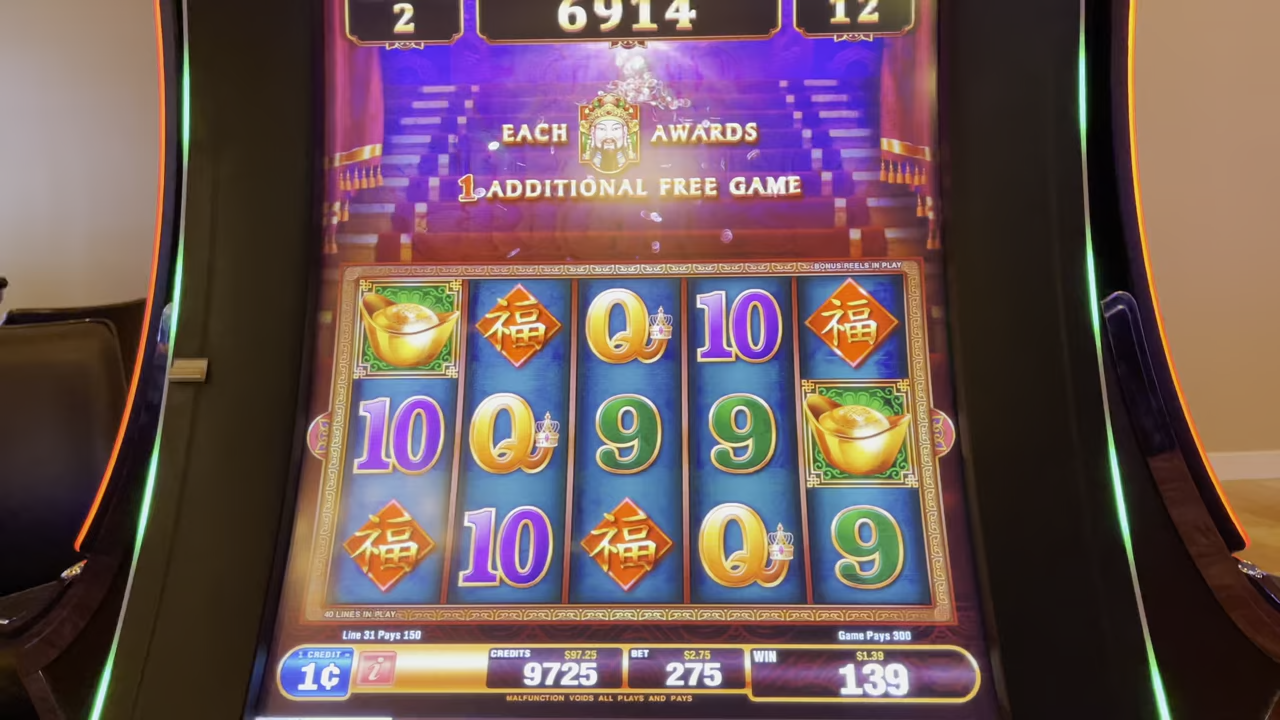 2 6914 12
EACH AWARDS
1 ADDITIONAL FREE GAME
BONUS REELS IN PLAY
福 Q 10 福
10 Q 9 9
福 10 福 Q 9
40 LINES IN PLAY
Line 31 Pays 150 Game Pays 300
1 CREDIT = 1¢
i
CREDITS $97.25 BET $2.75 WIN $1.39
9725 275 139
MALFUNCTION VOIDS ALL PLAYS AND PAYS